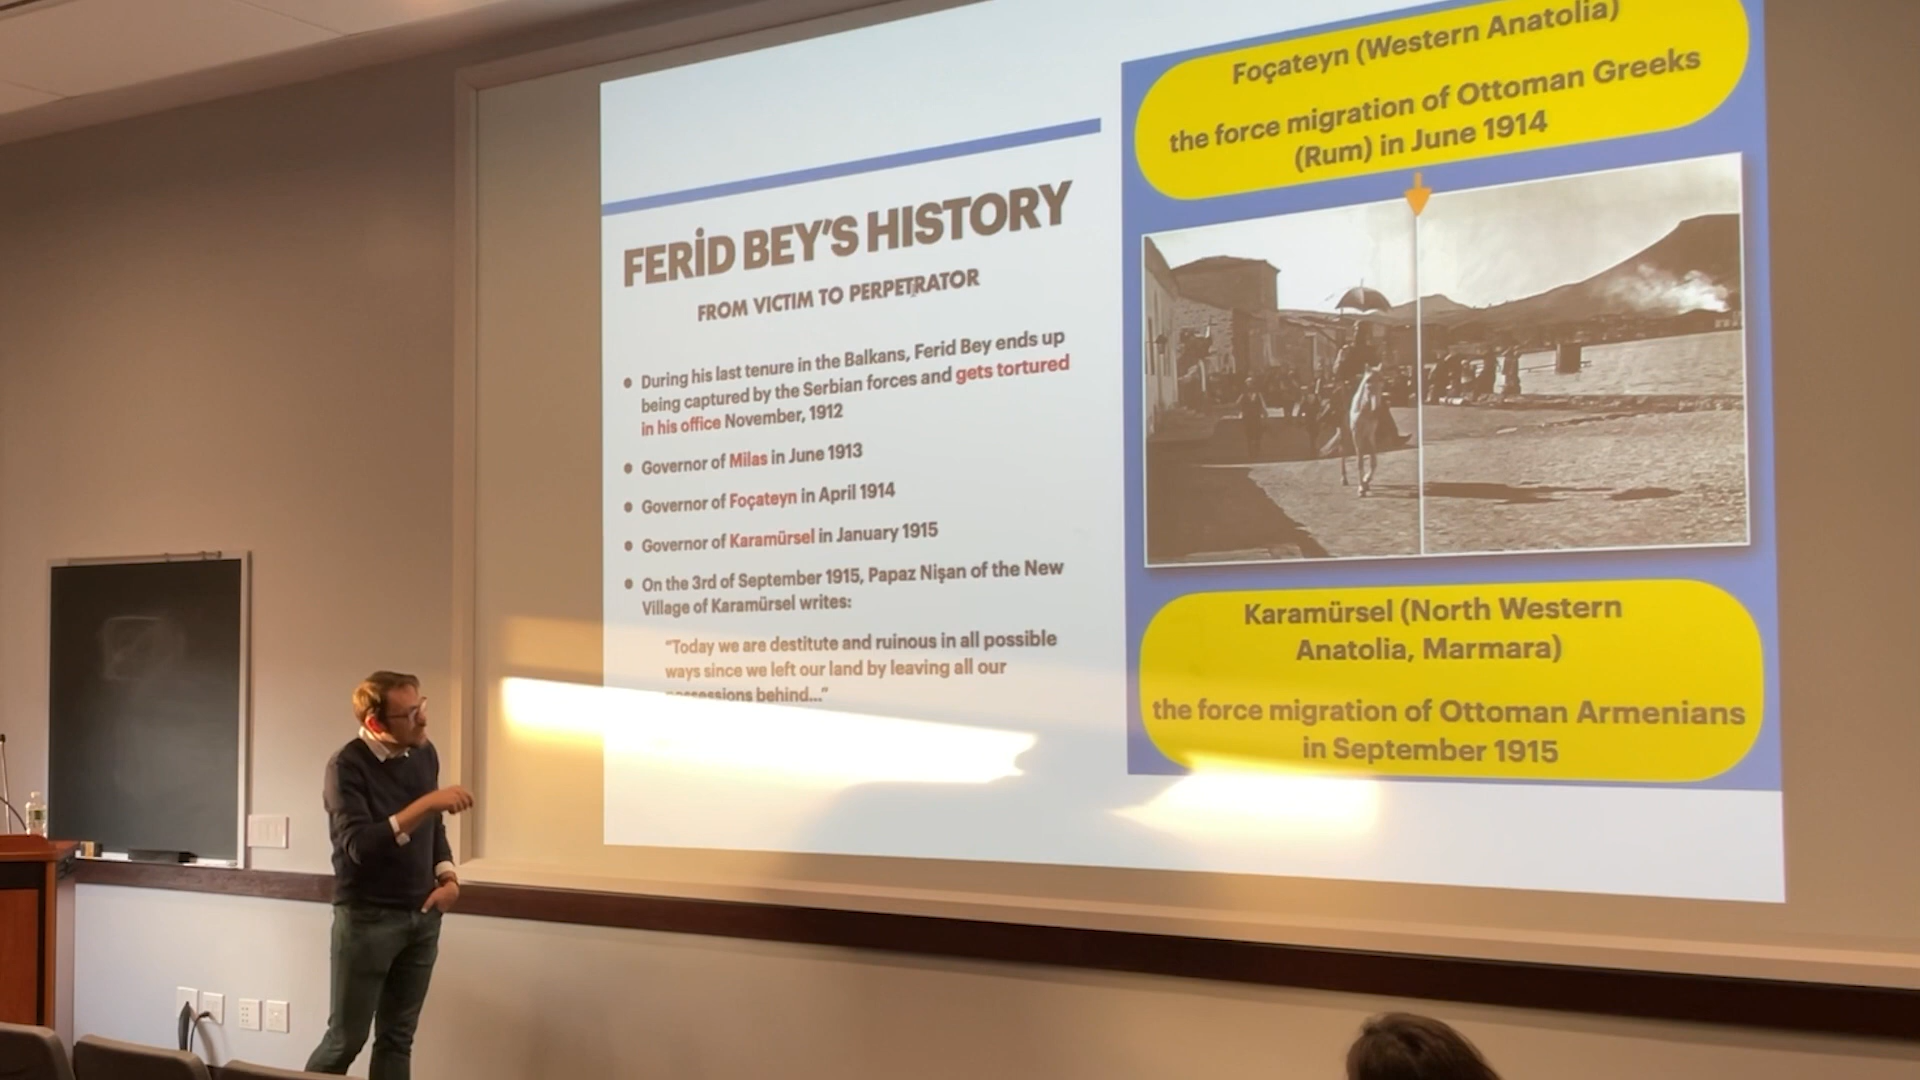 FERİD BEY'S HISTORY
FROM VICTIM TO PERPETRATOR
• During his last tenure in the Balkans, Ferid Bey ends up
being captured by the Serbian forces and gets tortured
in his office November, 1912
• Governor of Milas in June 1913
• Governor of Foçateyn in April 1914
• Governor of Karamürsel in January 1915
• On the 3rd of September 1915, Papaz Nişan of the New
Village of Karamürsel writes:
"Today we are destitute and ruinous in all possible
ways since we left our land by leaving all our
possessions behind..."
Foçateyn (Western Anatolia)
the force migration of Ottoman Greeks
(Rum) in June 1914
Karamürsel (North Western
Anatolia, Marmara)
the force migration of Ottoman Armenians
in September 1915